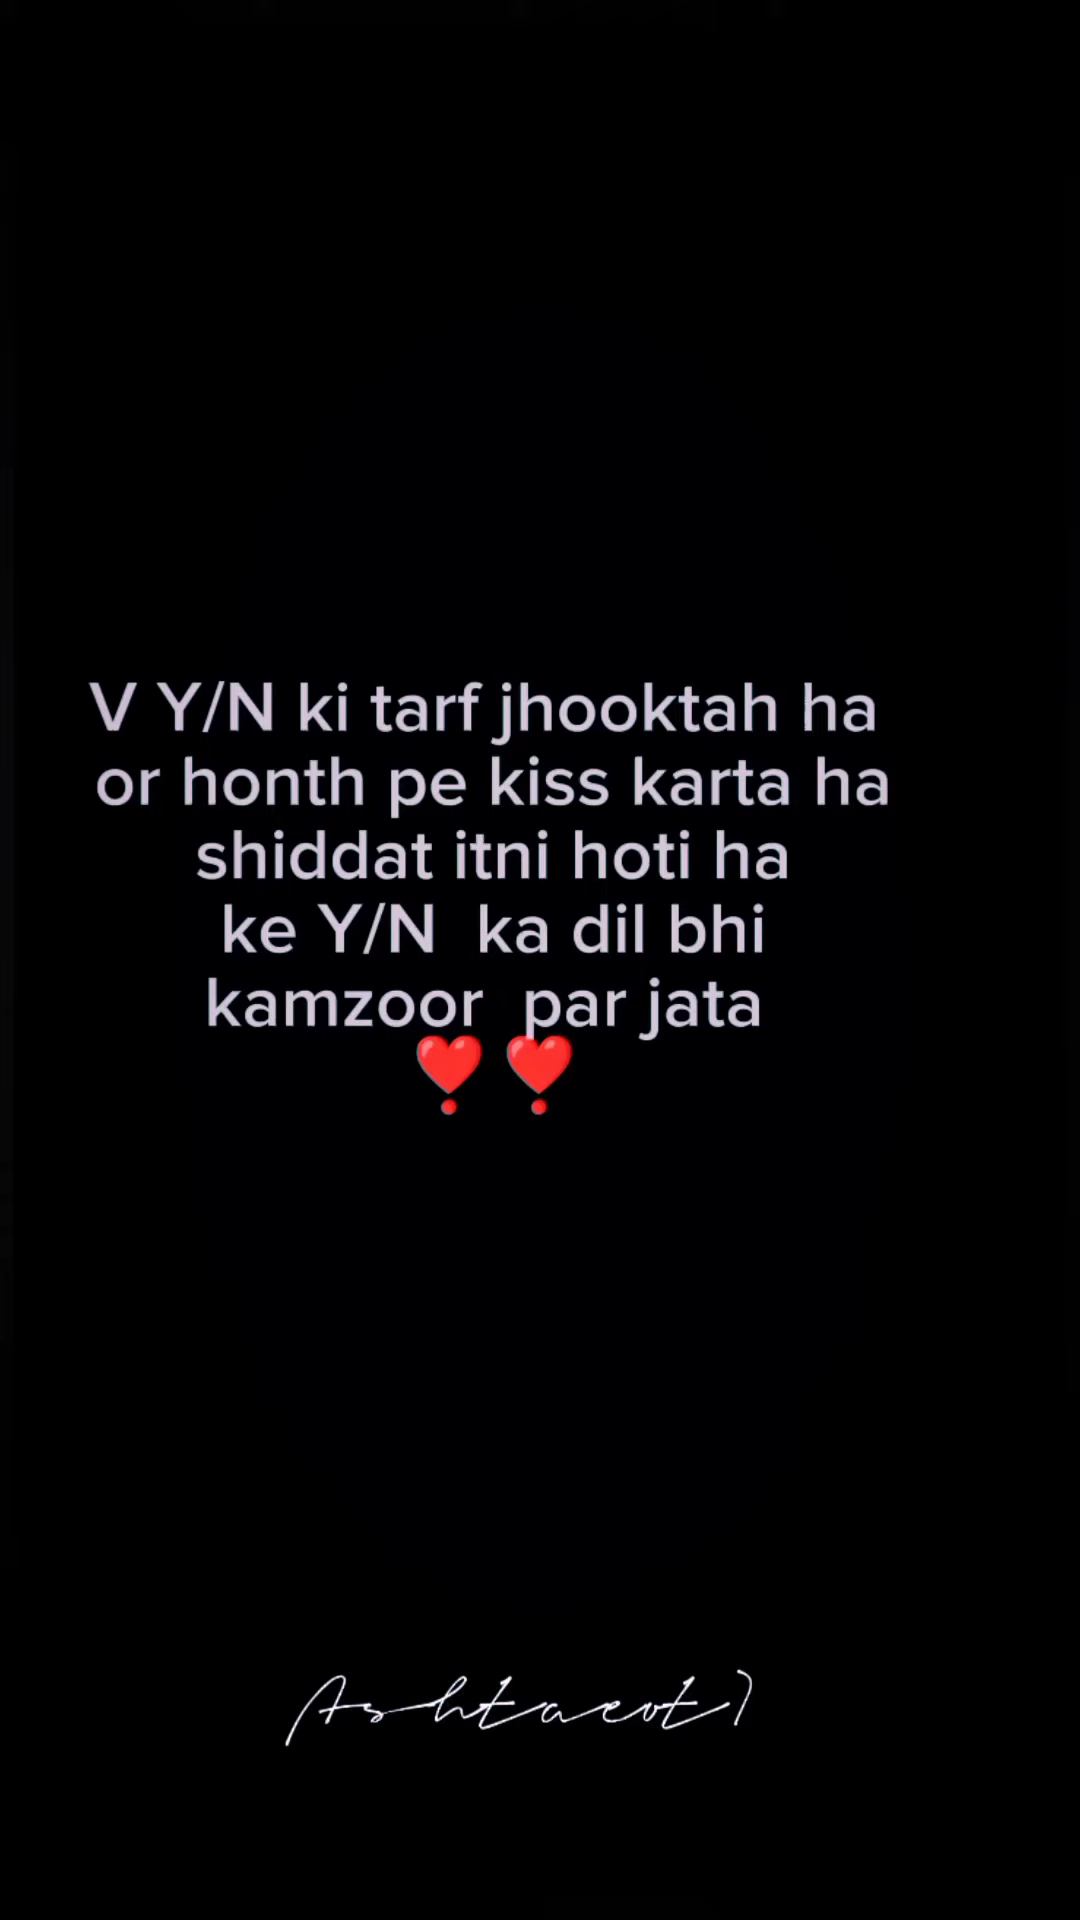 V Y/N ki tarf jhooktah ha
or honth pe kiss karta ha
shiddat itni hoti ha
ke Y/N  ka dil bhi
kamzoor  par jata
❣️ ❣️
Ashtaeot7